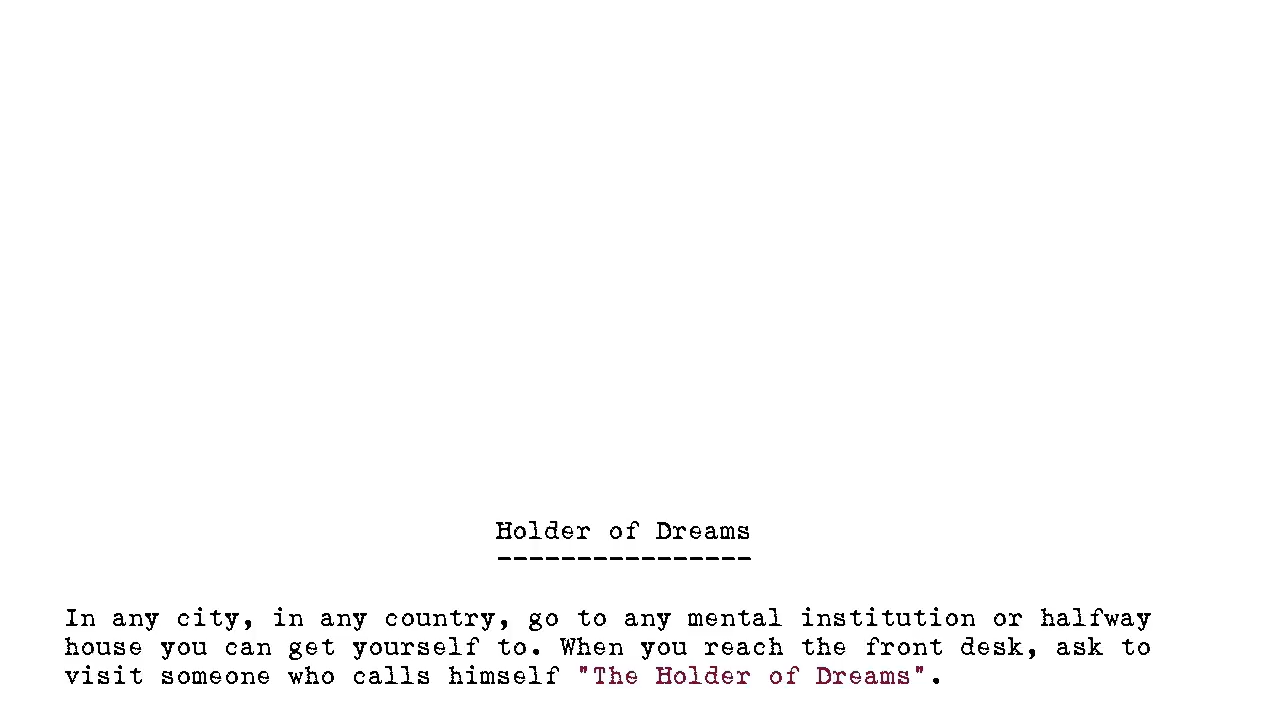 Holder of Dreams
----------------
In any city, in any country, go to any mental institution or halfway
house you can get yourself to. When you reach the front desk, ask to
visit someone who calls himself "The Holder of Dreams".